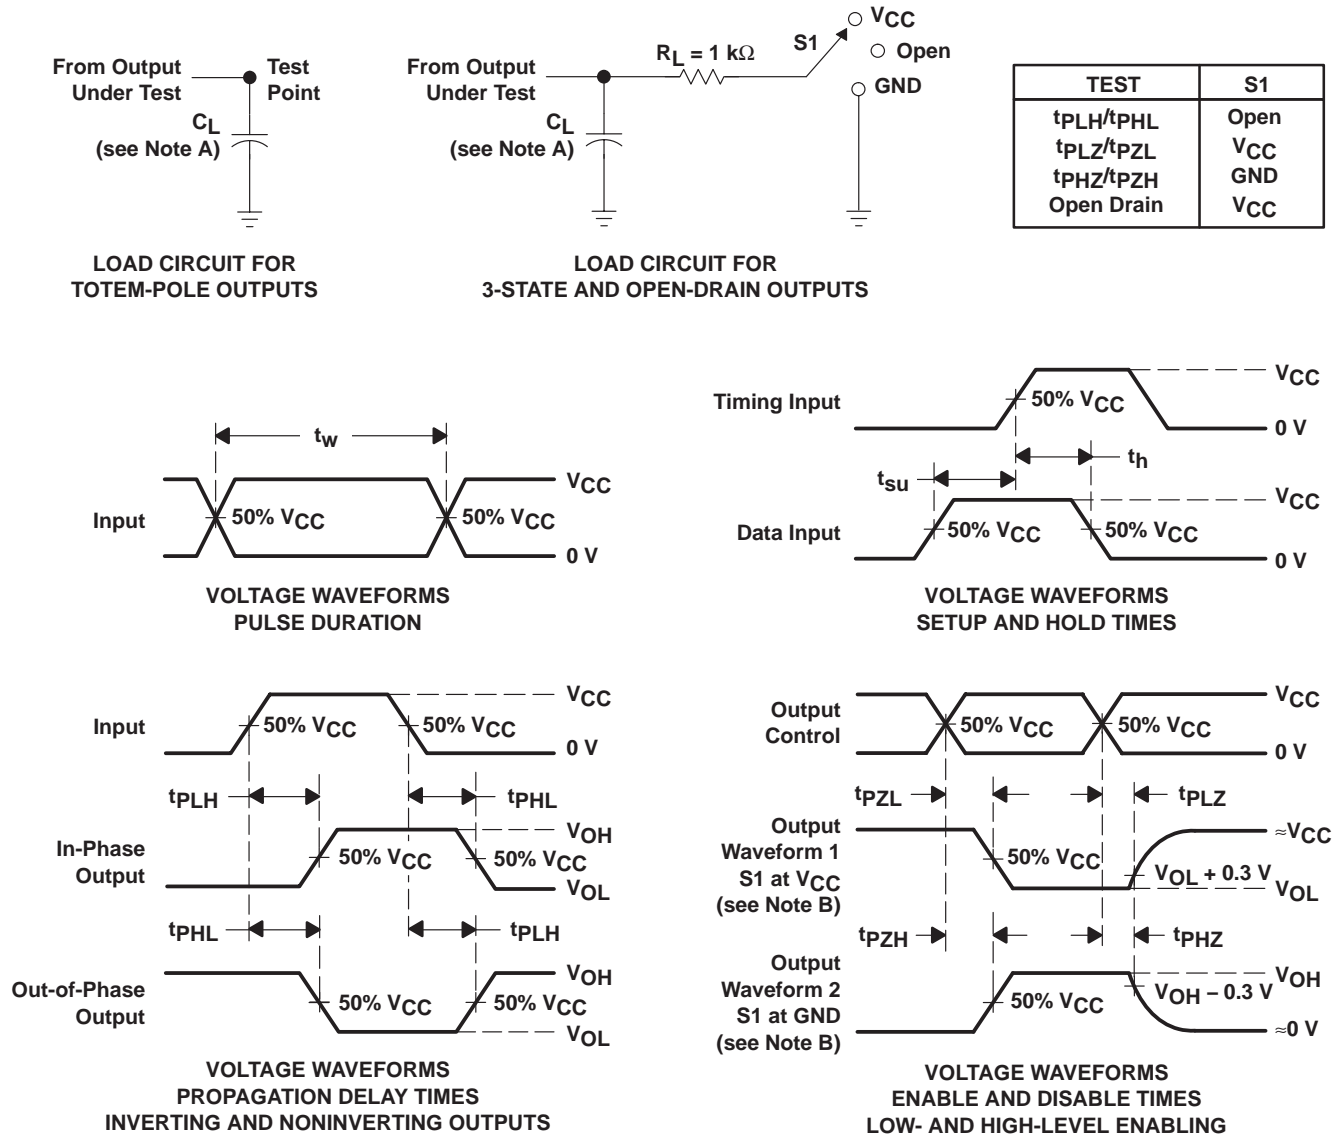 From Output
Under Test
Test
Point
CL
(see Note A)
LOAD CIRCUIT FOR
TOTEM-POLE OUTPUTS
From Output
Under Test
CL
(see Note A)
RL = 1 kΩ
S1
VCC
Open
GND
LOAD CIRCUIT FOR
3-STATE AND OPEN-DRAIN OUTPUTS
TEST S1
tPLH/tPHL Open
tPLZ/tPZL VCC
tPHZ/tPZH GND
Open Drain VCC
tw
Input
50% VCC
50% VCC
VCC
0 V
VOLTAGE WAVEFORMS
PULSE DURATION
Timing Input
50% VCC
VCC
0 V
tsu
th
Data Input
50% VCC
50% VCC
VCC
0 V
VOLTAGE WAVEFORMS
SETUP AND HOLD TIMES
Input
50% VCC
50% VCC
VCC
0 V
tPLH
tPHL
In-Phase
Output
50% VCC
50% VCC
VOH
VOL
tPHL
tPLH
Out-of-Phase
Output
50% VCC
50% VCC
VOH
VOL
VOLTAGE WAVEFORMS
PROPAGATION DELAY TIMES
INVERTING AND NONINVERTING OUTPUTS
Output
Control
50% VCC
50% VCC
VCC
0 V
tPZL
tPLZ
Output
Waveform 1
S1 at VCC
(see Note B)
50% VCC
VOL + 0.3 V
≈VCC
VOL
tPZH
tPHZ
Output
Waveform 2
S1 at GND
(see Note B)
50% VCC
VOH − 0.3 V
VOH
≈0 V
VOLTAGE WAVEFORMS
ENABLE AND DISABLE TIMES
LOW- AND HIGH-LEVEL ENABLING